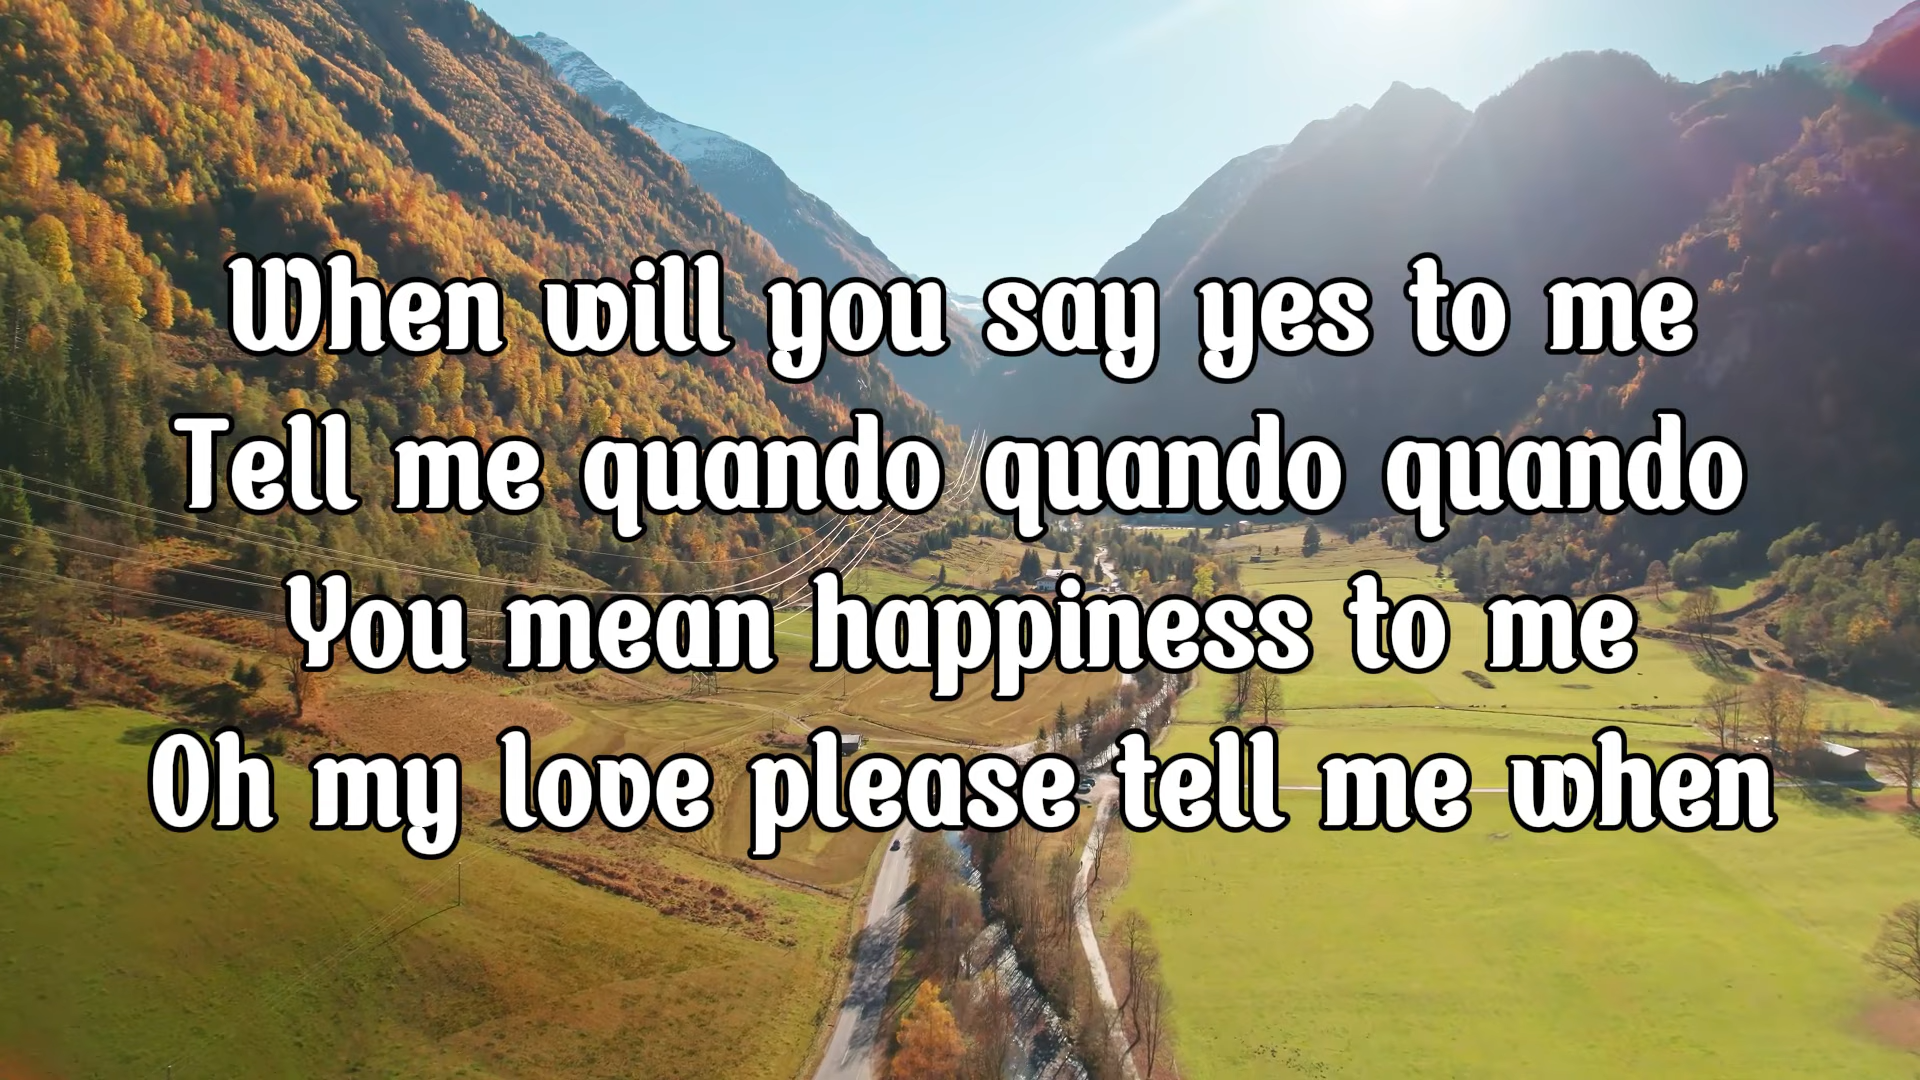 When will you say yes to me
Tell me quando quando quando
You mean happiness to me
Oh my love please tell me when